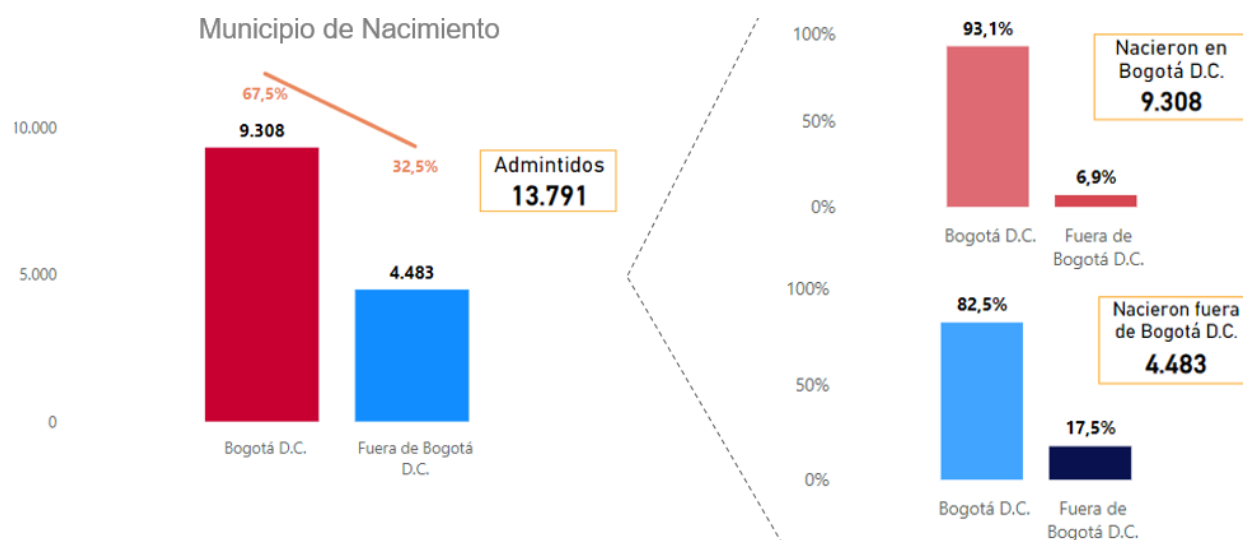 Municipio de Nacimiento
67,5%
10.000
9.308
32,5%
Admintidos
13.791
5.000
4.483
0
Bogotá D.C.
Fuera de Bogotá
D.C.
100%
93,1%
Nacieron en
Bogotá D.C.
9.308
50%
6,9%
0%
Bogotá D.C.
Fuera de
Bogotá D.C.
100%
82,5%
Nacieron fuera
de Bogotá D.C.
4.483
50%
17,5%
0%
Bogotá D.C.
Fuera de
Bogotá D.C.